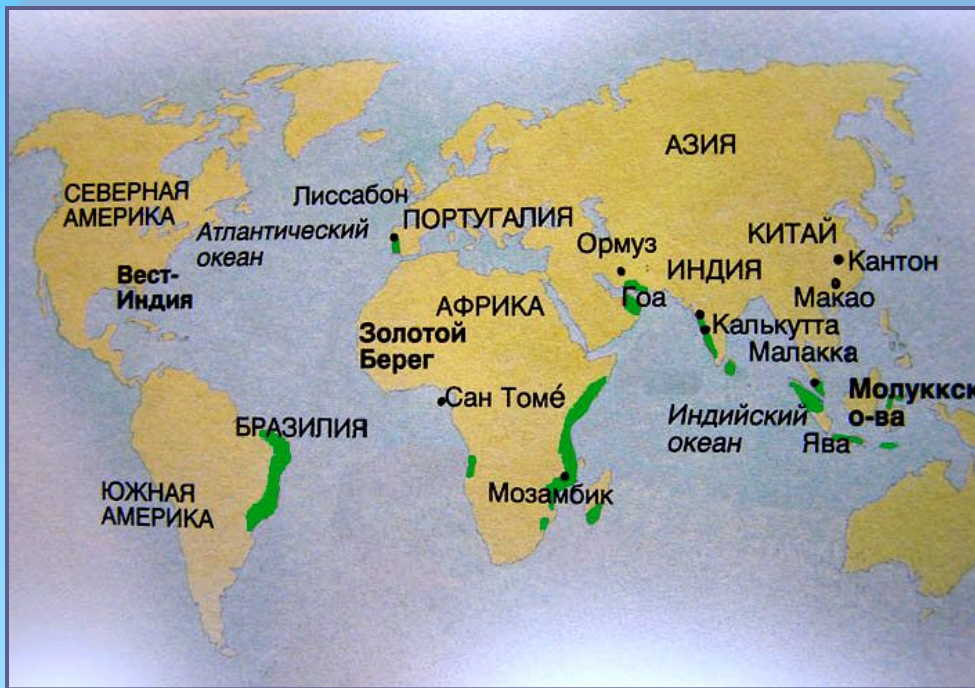 АЗИЯ
СЕВЕРНАЯ
АМЕРИКА
Лиссабон
ПОРТУГАЛИЯ
Атлантический
океан
КИТАЙ
Ормуз
Кантон
ИНДИЯ
Вест-
Индия
Гоа
Макао
АФРИКА
Калькутта
Золотой
Берег
Малакка
Сан Томе́
Молуккск
о-ва
Индийский
океан
БРАЗИЛИЯ
Ява
ЮЖНАЯ
АМЕРИКА
Мозамбик